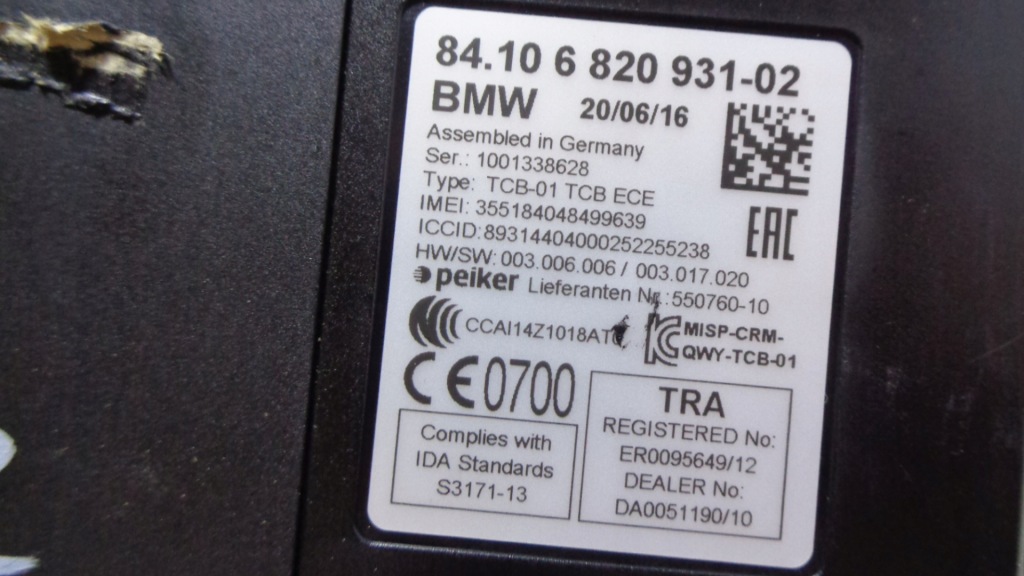 84.10 6 820 931-02
BMW 20/06/16
Assembled in Germany
Ser.: 1001338628
Type: TCB-01 TCB ECE
IMEI: 355184048499639
ICCID: 89314404000252255238
EAC
HW/SW: 003.006.006 / 003.017.020
peiker Lieferanten Nr.: 550760-10
MISP-CRM-
QWY-TCB-01
CE 0700
TRA
REGISTERED No:
ER0095649/12
DEALER No:
DA0051190/10
Complies with
IDA Standards
S3171-13